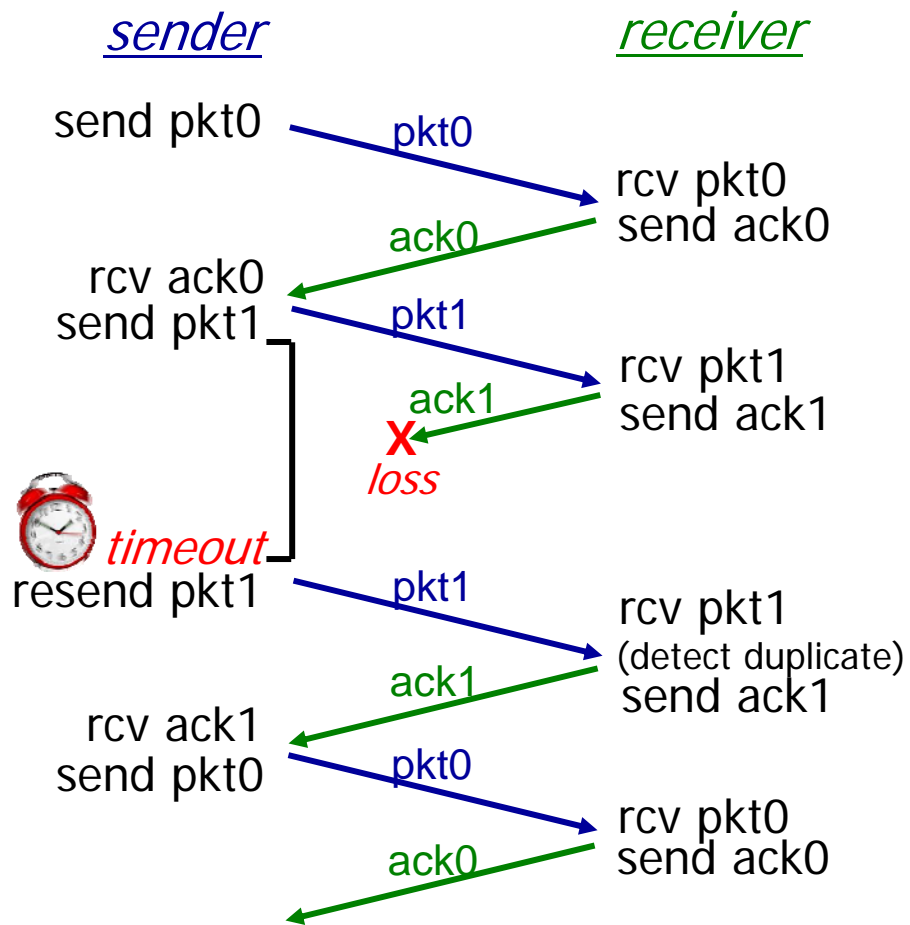 sender
receiver
send pkt0
pkt0
rcv pkt0
send ack0
ack0
rcv ack0
send pkt1
pkt1
rcv pkt1
send ack1
ack1
X
loss
timeout
resend pkt1
pkt1
rcv pkt1
(detect duplicate)
send ack1
ack1
rcv ack1
send pkt0
pkt0
rcv pkt0
send ack0
ack0